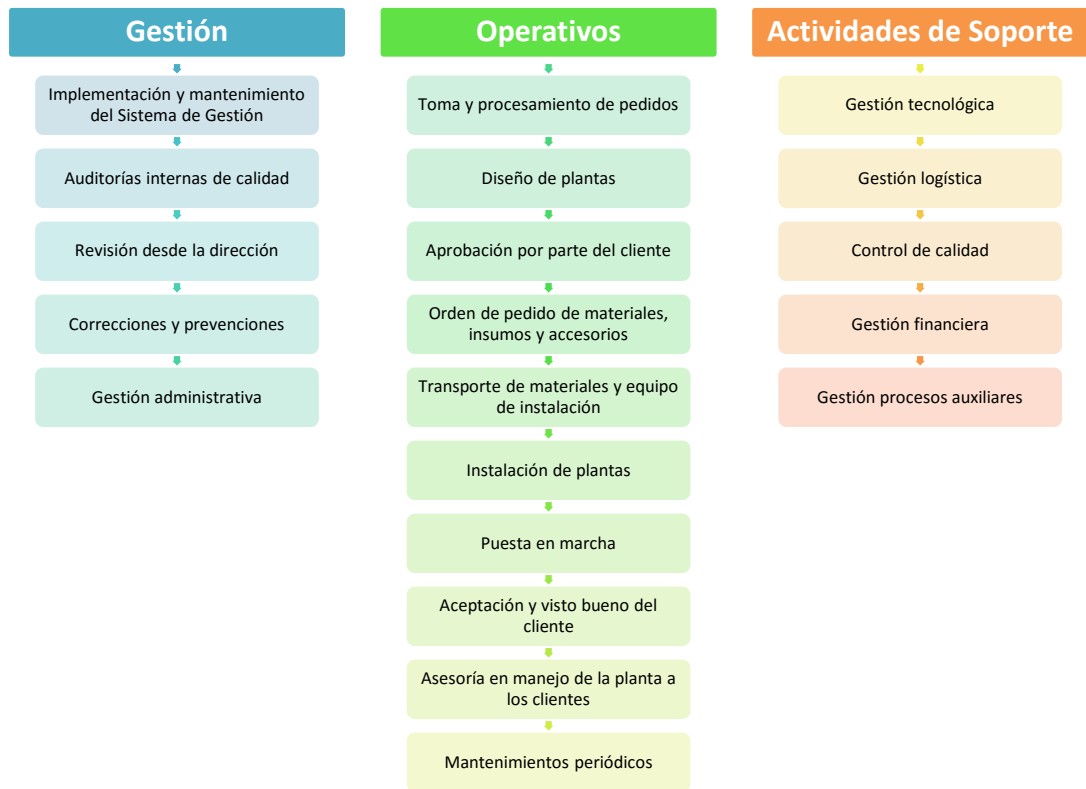 Gestión
Implementación y mantenimiento
del Sistema de Gestión
Auditorías internas de calidad
Revisión desde la dirección
Correcciones y prevenciones
Gestión administrativa
Operativos
Toma y procesamiento de pedidos
Diseño de plantas
Aprobación por parte del cliente
Orden de pedido de materiales,
insumos y accesorios
Transporte de materiales y equipo
de instalación
Instalación de plantas
Puesta en marcha
Aceptación y visto bueno del
cliente
Asesoría en manejo de la planta a
los clientes
Mantenimientos periódicos
Actividades de Soporte
Gestión tecnológica
Gestión logística
Control de calidad
Gestión financiera
Gestión procesos auxiliares